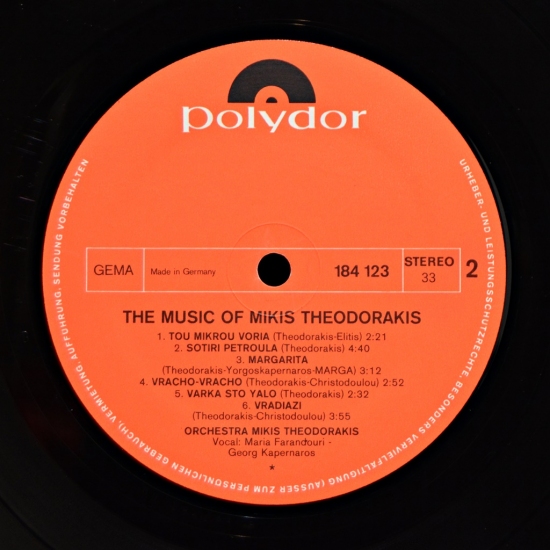 polydor
GEMA
Made in Germany
184 123
STEREO
33
2
THE MUSIC OF MIKIS THEODORAKIS
1. TOU MIKROU VORIA (Theodorakis-Elitis) 2:21
2. SOTIRI PETROULA (Theodorakis) 4:40
3. MARGARITA
(Theodorakis-Yorgoskapernaros-MARGA) 3:12
4. VRACHO-VRACHO (Theodorakis-Christodoulou) 2:52
5. VARKA STO YALO (Theodorakis) 2:32
6. VRADIAZI
(Theodorakis-Christodoulou) 3:55
ORCHESTRA MIKIS THEODORAKIS
Vocal: Maria Farandouri -
Georg Kapernaros
*
URHEBER- UND LEISTUNGSSCHUTZRECHTE, BESONDERS VERVIELFÄLTIGUNG (AUSSER ZUM PERSÖNLICHEN GEBRAUCH), VERMIETUNG, AUFFÜHRUNG, SENDUNG VORBEHALTEN